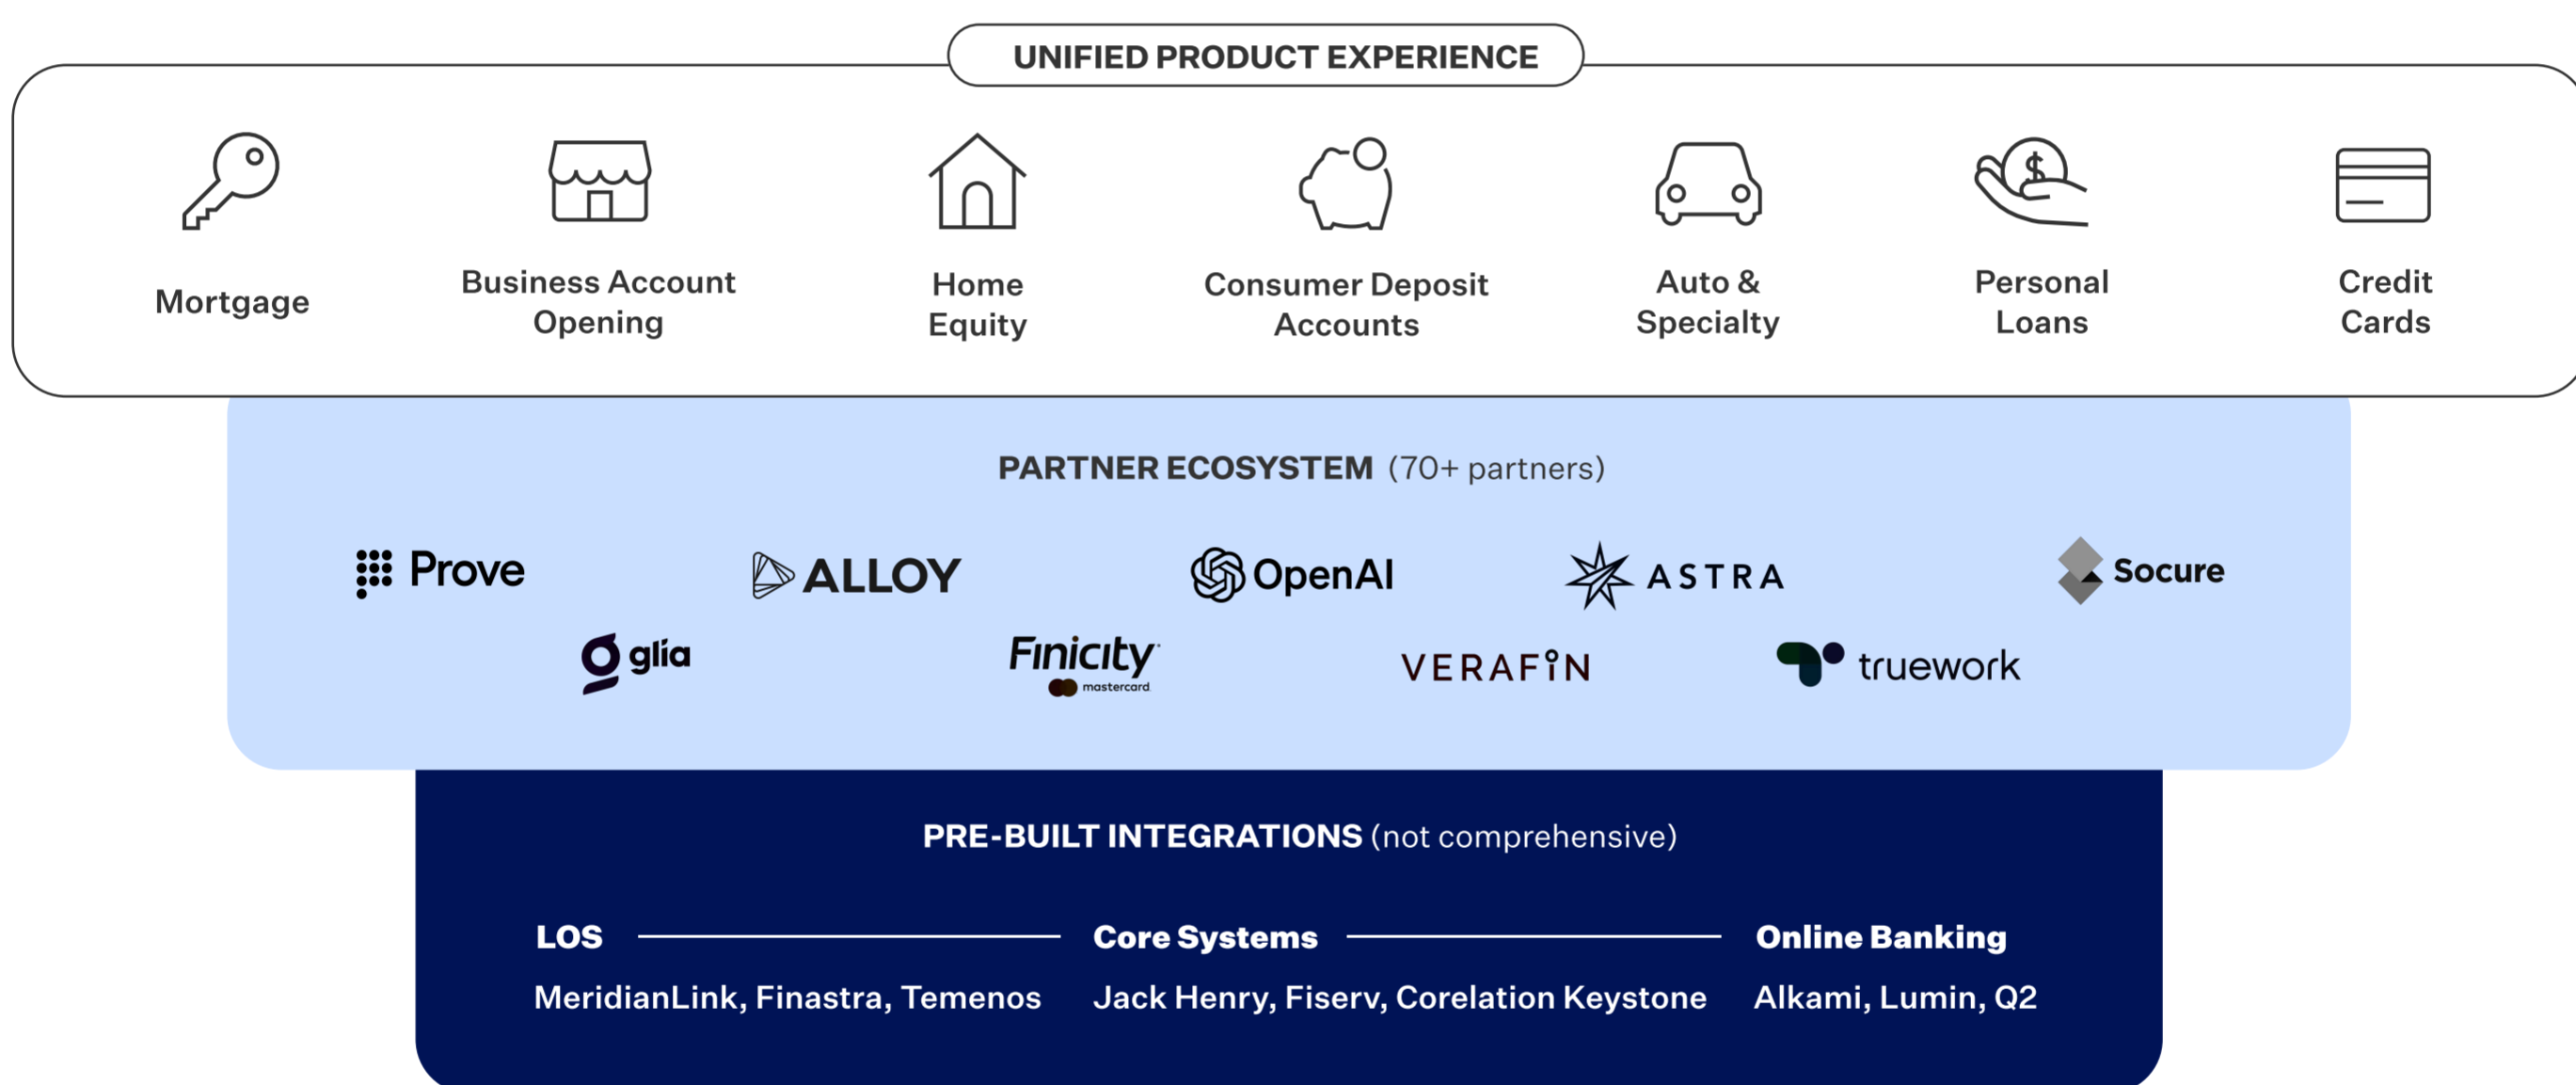 UNIFIED PRODUCT EXPERIENCE
Mortgage
Business Account
Opening
Home
Equity
Consumer Deposit
Accounts
Auto &
Specialty
Personal
Loans
Credit
Cards
PARTNER ECOSYSTEM (70+ partners)
Prove
ALLOY
OpenAI
ASTRA
Socure
glia
Finicity
mastercard
VERAFIN
truework
PRE-BUILT INTEGRATIONS (not comprehensive)
LOS
MeridianLink, Finastra, Temenos
Core Systems
Jack Henry, Fiserv, Corelation Keystone
Online Banking
Alkami, Lumin, Q2